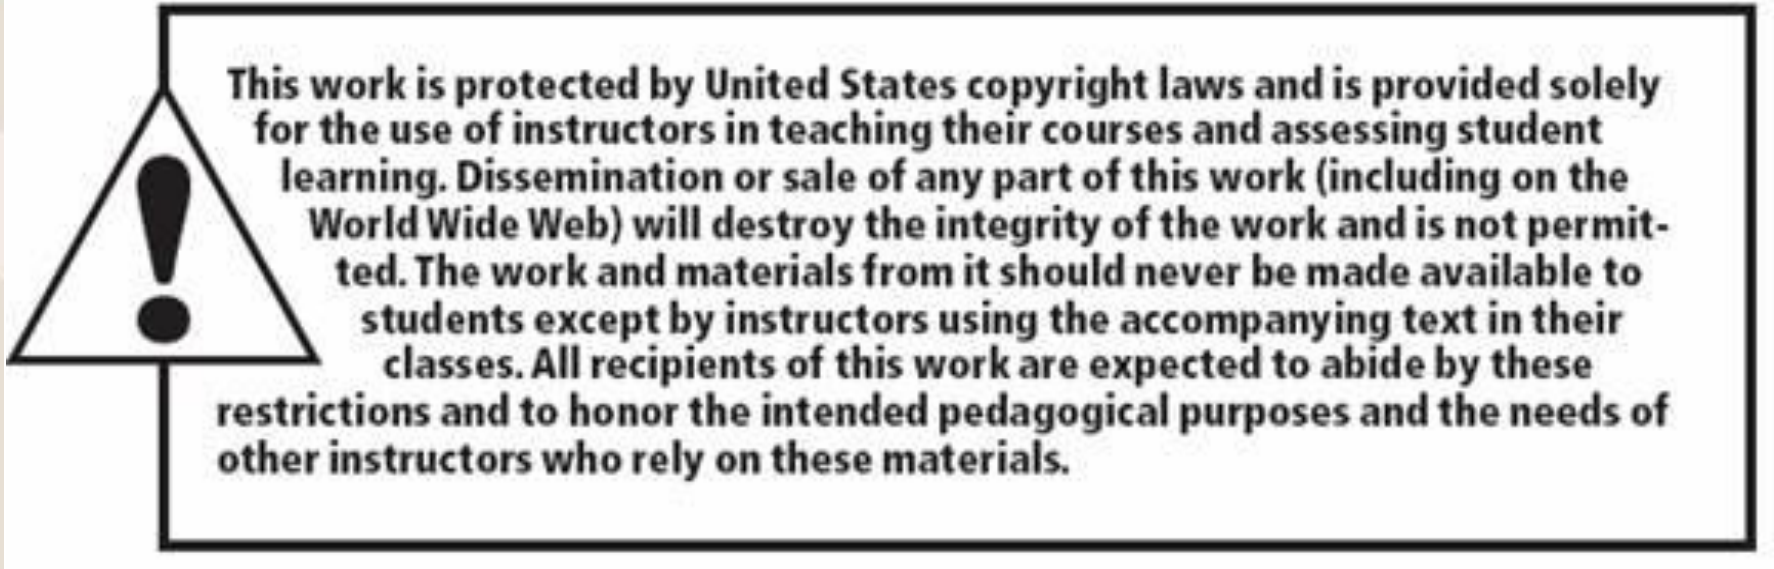 This work is protected by United States copyright laws and is provided solely
for the use of instructors in teaching their courses and assessing student
learning. Dissemination or sale of any part of this work (including on the
World Wide Web) will destroy the integrity of the work and is not permit-
ted. The work and materials from it should never be made available to
students except by instructors using the accompanying text in their
classes. All recipients of this work are expected to abide by these
restrictions and to honor the intended pedagogical purposes and the needs of
other instructors who rely on these materials.